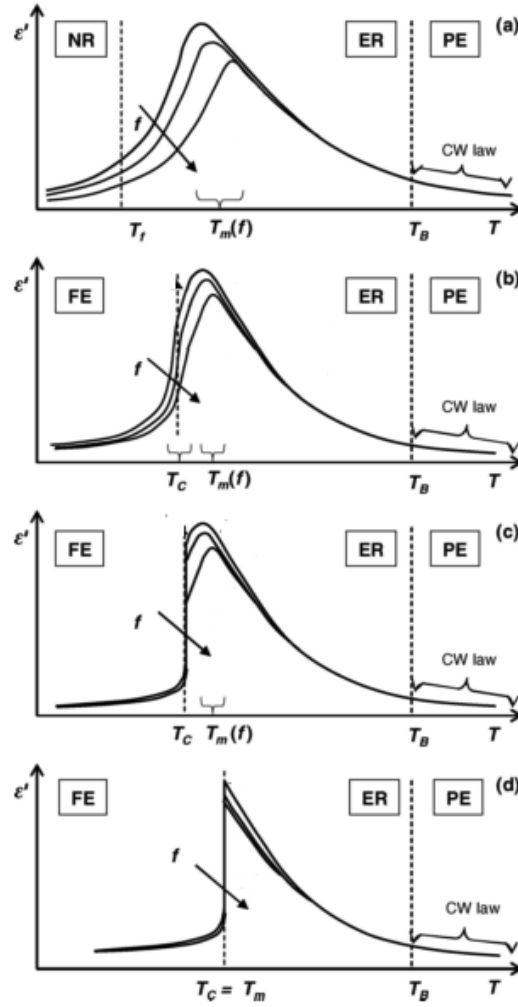 ε' NR ER PE (a)
f
CW law
T_f T_m(f) T_B T
ε' FE ER PE (b)
f
CW law
T_C T_m(f) T_B T
ε' FE ER PE (c)
f
CW law
T_C T_m(f) T_B T
ε' FE ER PE (d)
f
CW law
T_C = T_m T_B T